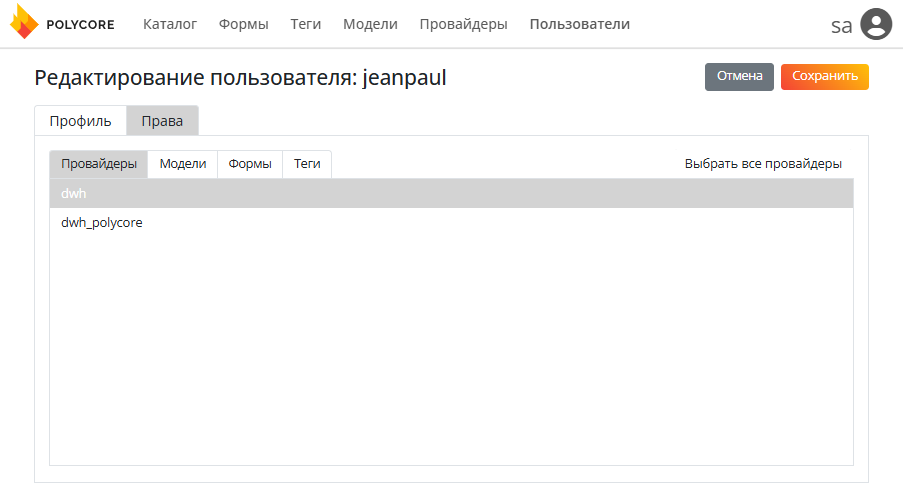 POLYCORE Каталог Формы Теги Модели Провайдеры Пользователи sa
Редактирование пользователя: jeanpaul Отмена Сохранить
Профиль Права
Провайдеры Модели Формы Теги Выбрать все провайдеры
dwh
dwh_polycore